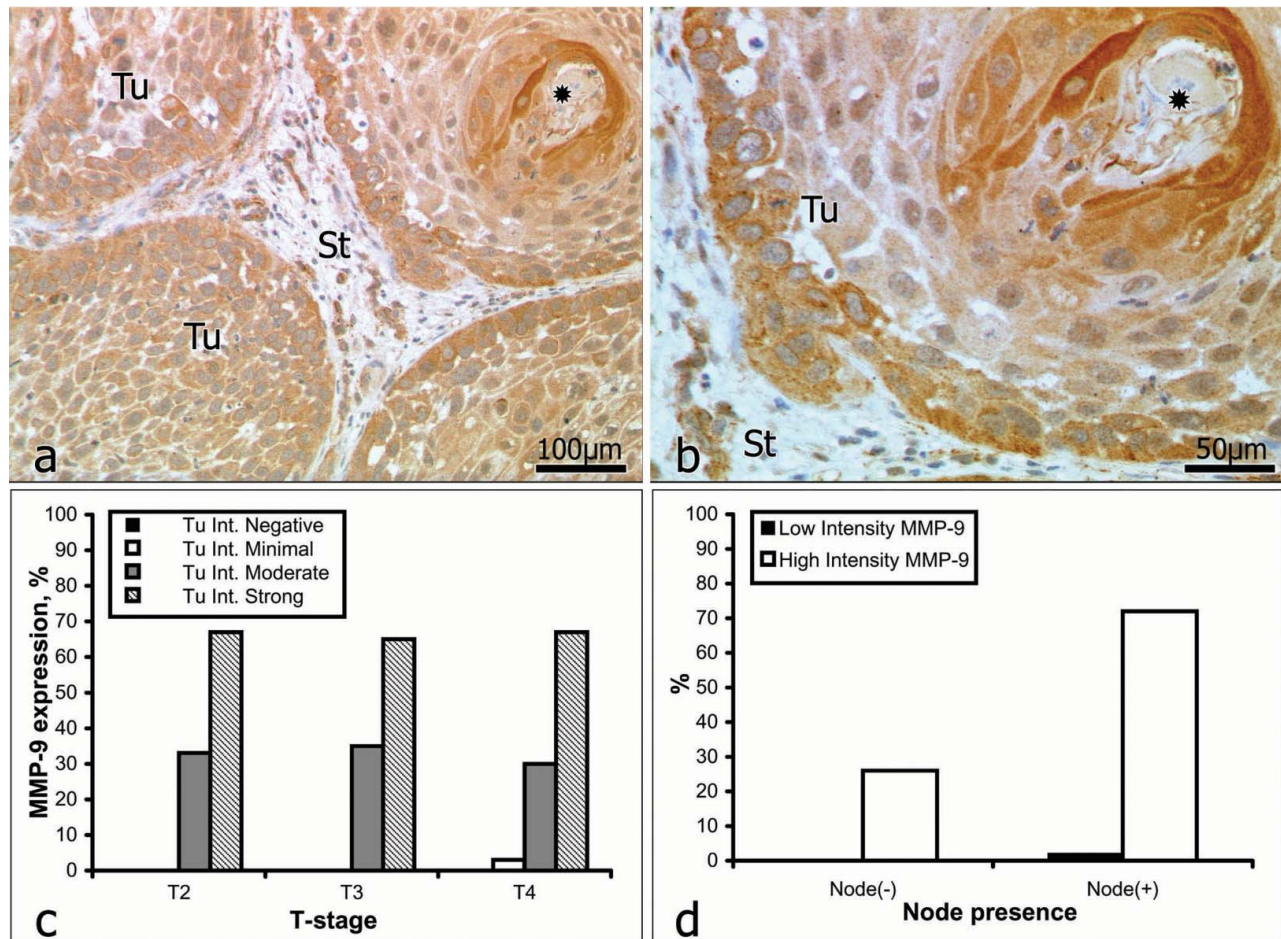 Tu
St
Tu
a
100µm
Tu
St
b
50µm
MMP-9 expression, %
100
90
80
70
60
50
40
30
20
10
0
Tu Int. Negative
Tu Int. Minimal
Tu Int. Moderate
Tu Int. Strong
T2 T3 T4
T-stage
c
%
100
90
80
70
60
50
40
30
20
10
0
Low Intensity MMP-9
High Intensity MMP-9
Node(-) Node(+)
Node presence
d